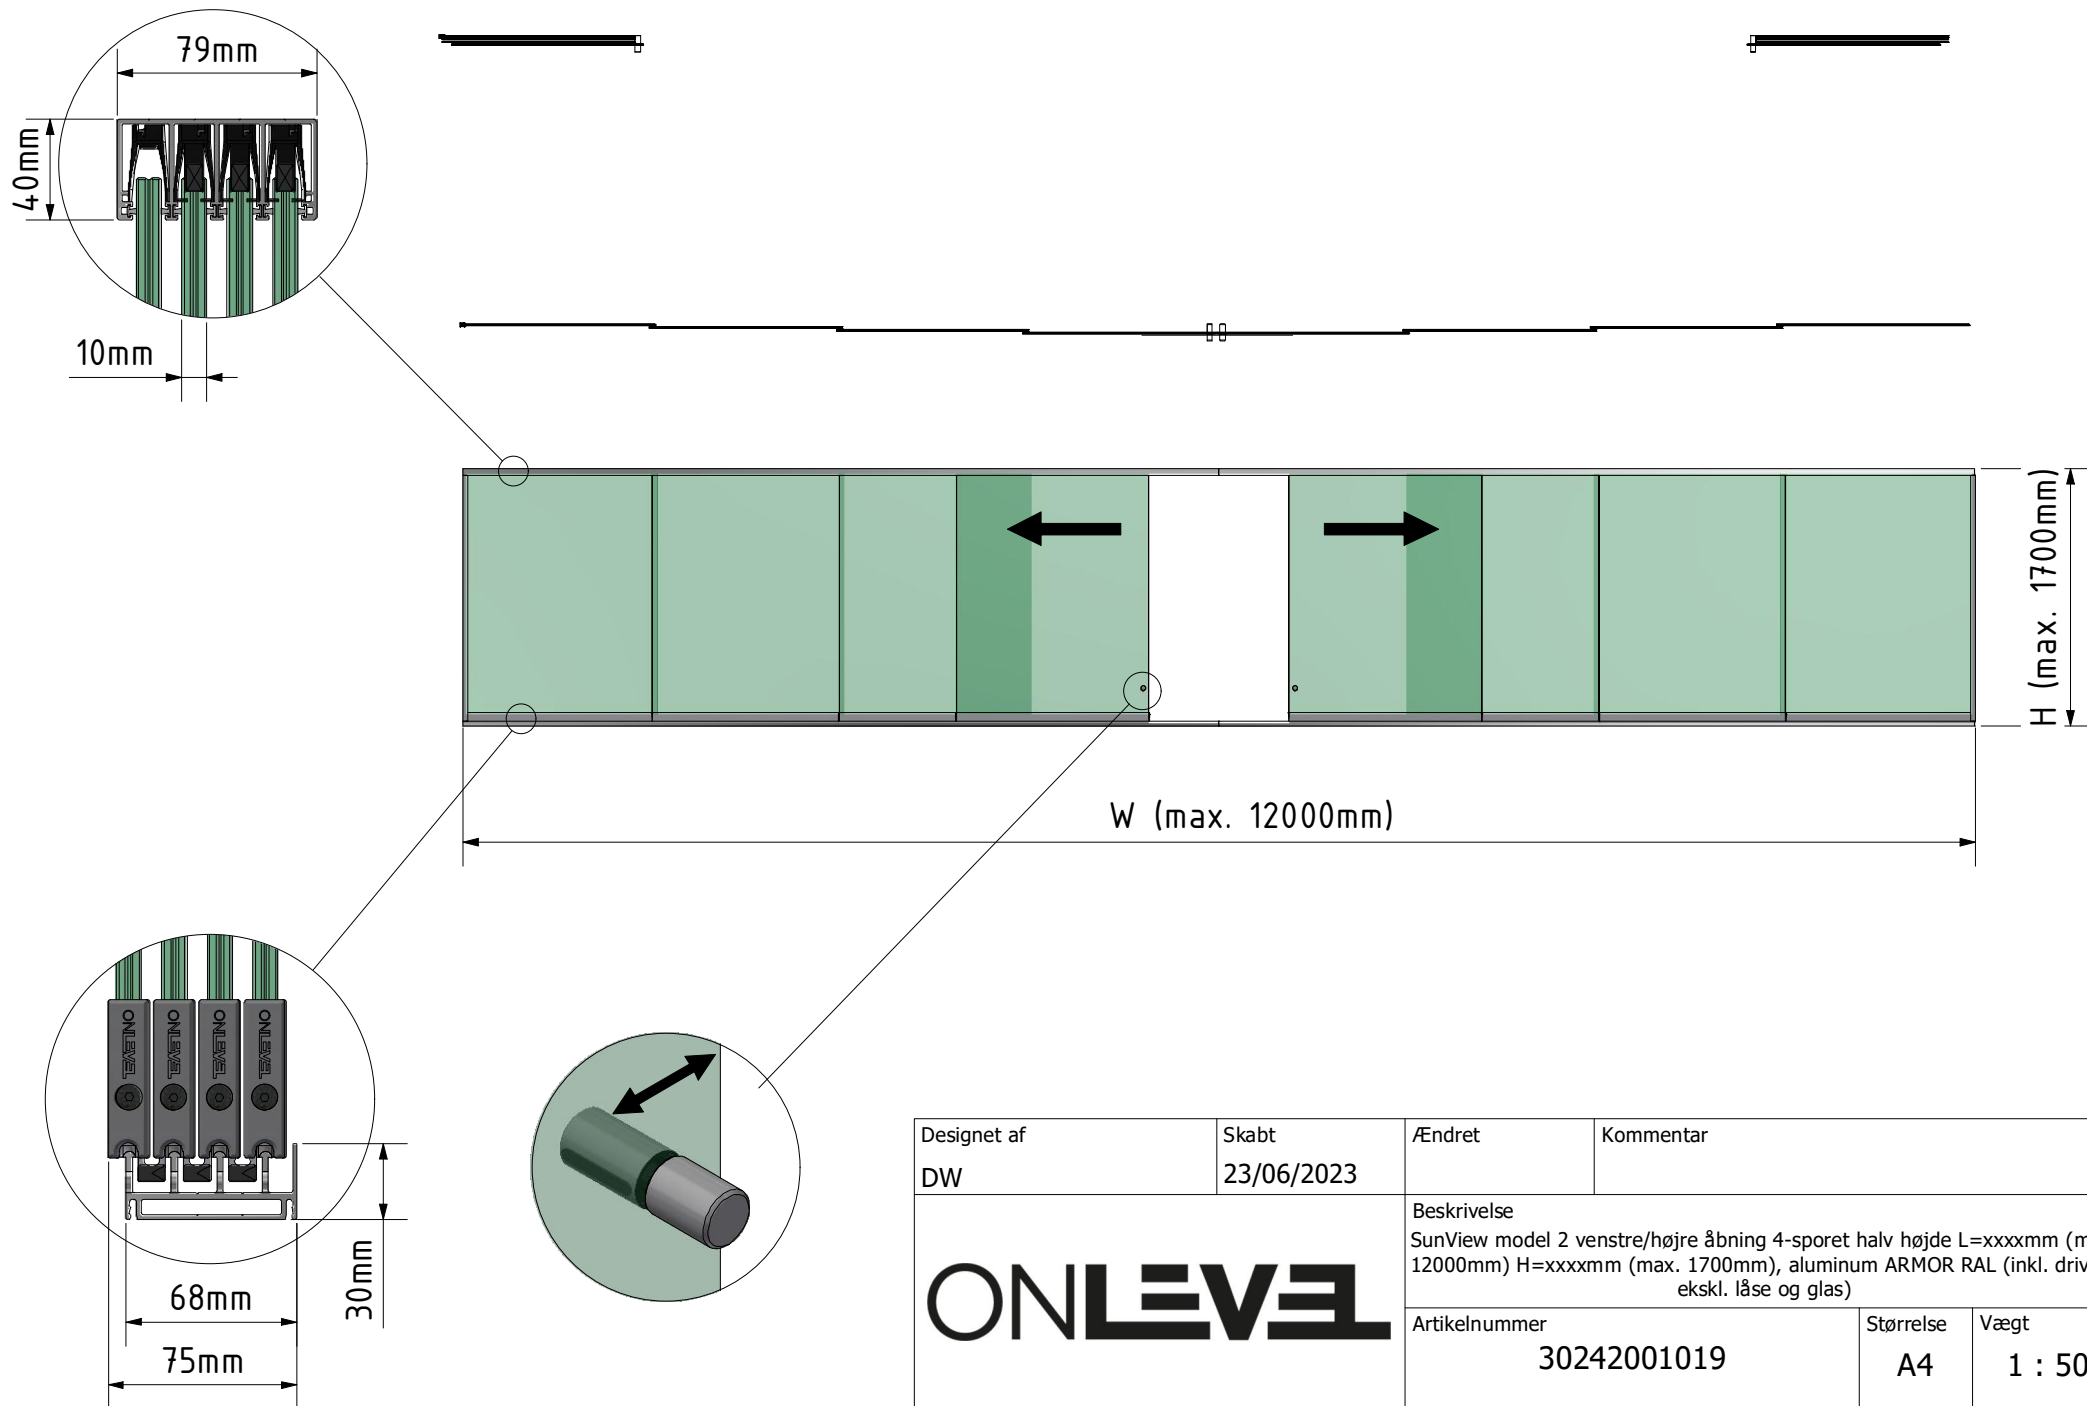 79mm
40mm
10mm
H (max. 1700mm)
W (max. 12000mm)
ONLEVEL
ONLEVEL
ONLEVEL
ONLEVEL
30mm
68mm
75mm
Designet af
DW
Skabt
23/06/2023
Ændret
Kommentar
ONLEVEL
Beskrivelse
SunView model 2 venstre/højre åbning 4-sporet halv højde L=xxxxmm (m
12000mm) H=xxxxmm (max. 1700mm), aluminum ARMOR RAL (inkl. driv
ekskl. låse og glas)
Artikelnummer
30242001019
Størrelse
A4
Vægt
1 : 50